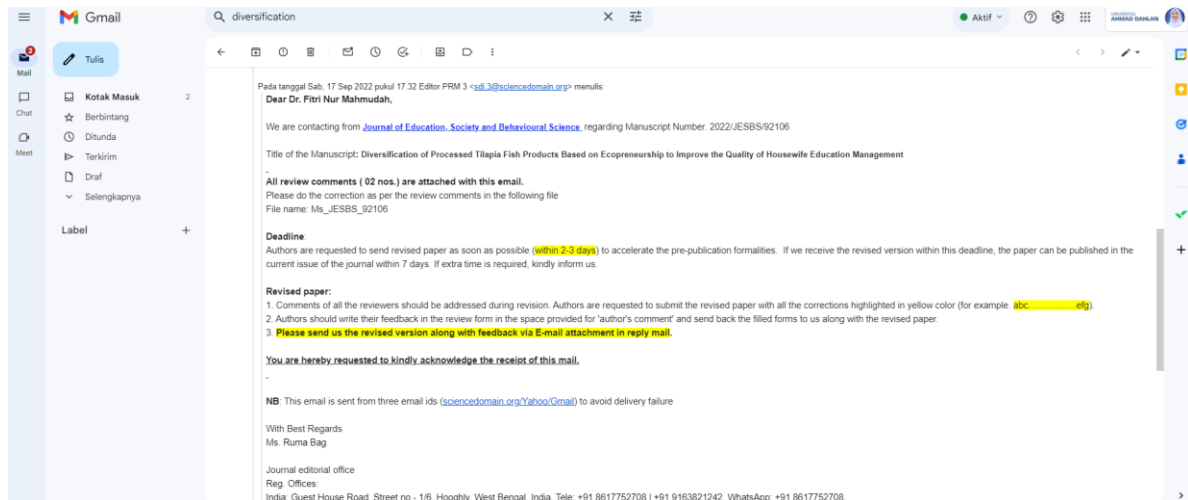 Gmail
diversification
Aktif
UNIVERSITAS
AHMAD DAHLAN
2
Mail
Chat
Meet
Tulis
Kotak Masuk 2
Berbintang
Ditunda
Terkirim
Draf
Selengkapnya
Label
Pada tanggal Sab, 17 Sep 2022 pukul 17.32 Editor PRM 3 <sdi.3@sciencedomain.org> menulis:
Dear Dr. Fitri Nur Mahmudah,
We are contacting from Journal of Education, Society and Behavioural Science regarding Manuscript Number. 2022/JESBS/92106
Title of the Manuscript: Diversification of Processed Tilapia Fish Products Based on Ecopreneurship to Improve the Quality of Housewife Education Management
All review comments ( 02 nos.) are attached with this email.
Please do the correction as per the review comments in the following file
File name: Ms_JESBS_92106
Deadline:
Authors are requested to send revised paper as soon as possible (within 2-3 days) to accelerate the pre-publication formalities. If we receive the revised version within this deadline, the paper can be published in the
current issue of the journal within 7 days. If extra time is required, kindly inform us.
Revised paper:
1. Comments of all the reviewers should be addressed during revision. Authors are requested to submit the revised paper with all the corrections highlighted in yellow color (for example. abc................efg).
2. Authors should write their feedback in the review form in the space provided for 'author's comment' and send back the filled forms to us along with the revised paper.
3. Please send us the revised version along with feedback via E-mail attachment in reply mail.
You are hereby requested to kindly acknowledge the receipt of this mail.
NB: This email is sent from three email ids (sciencedomain.org/Yahoo/Gmail) to avoid delivery failure
With Best Regards
Ms. Ruma Bag
Journal editorial office
Reg. Offices:
India: Guest House Road, Street no - 1/6, Hooghly, West Bengal, India, Tele: +91 8617752708 | +91 9163821242, WhatsApp: +91 8617752708,